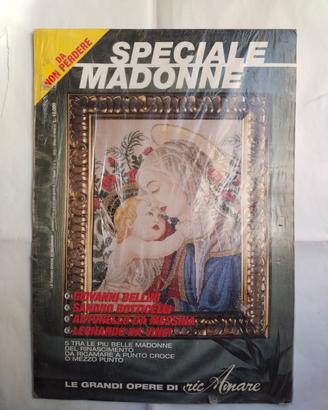 DA
NON PERDERE
SPECIALE
MADONNE
GIOVANNI BELLINI
SANDRO BOTTICELLI
ANTONELLO DA MESSINA
LEONARDO DA VINCI
5 TRA LE PIÙ BELLE MADONNE
DEL RINASCIMENTO
DA RICAMARE A PUNTO CROCE
O MEZZO PUNTO
LE GRANDI OPERE DI ricAmare